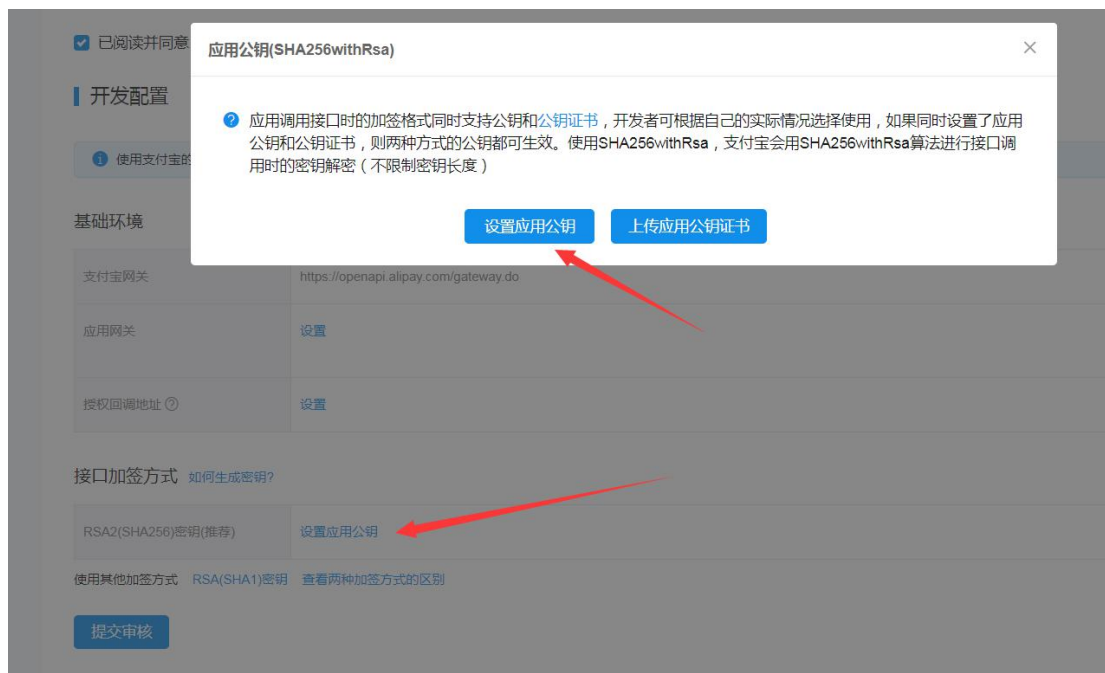 已阅读并同意
应用公钥(SHA256withRsa)
开发配置
应用调用接口时的加签格式同时支持公钥和公钥证书，开发者可根据自己的实际情况选择使用，如果同时设置了应用
公钥和公钥证书，则两种方式的公钥都可生效。使用SHA256withRsa，支付宝会用SHA256withRsa算法进行接口调
用时的密钥解密（不限制密钥长度）
使用支付宝的
设置应用公钥 上传应用公钥证书
基础环境
支付宝网关 https://openapi.alipay.com/gateway.do
应用网关 设置
授权回调地址 设置
接口加签方式 如何生成密钥?
RSA2(SHA256)密钥(推荐) 设置应用公钥
使用其他加签方式 RSA(SHA1)密钥 查看两种加签方式的区别
提交审核